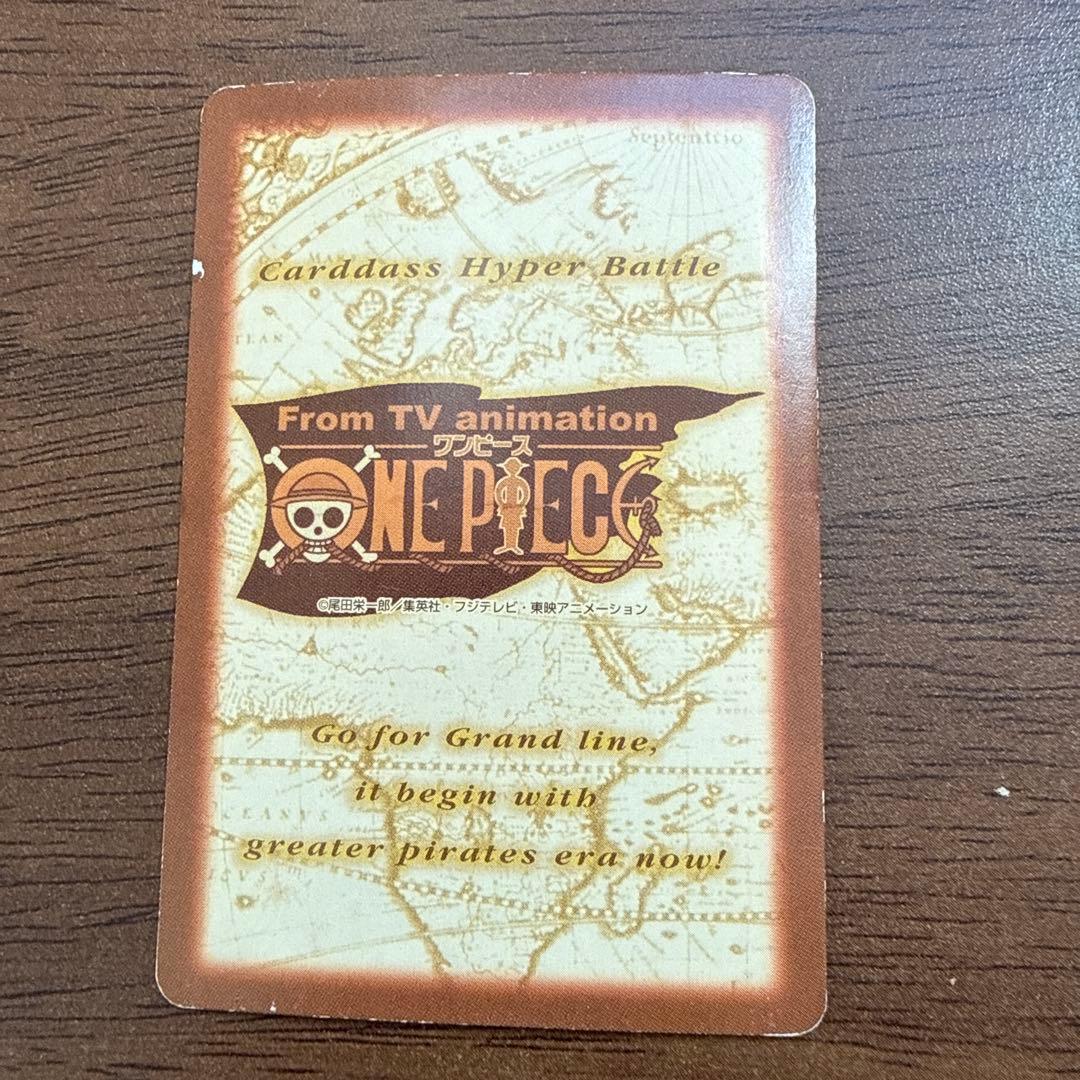 Septentrio
Carddass Hyper Battle
From TV animation
ワンピース
ONE PIECE
©尾田栄一郎／集英社・フジテレビ・東映アニメーション
Go for Grand line,
it begin with
greater pirates era now!